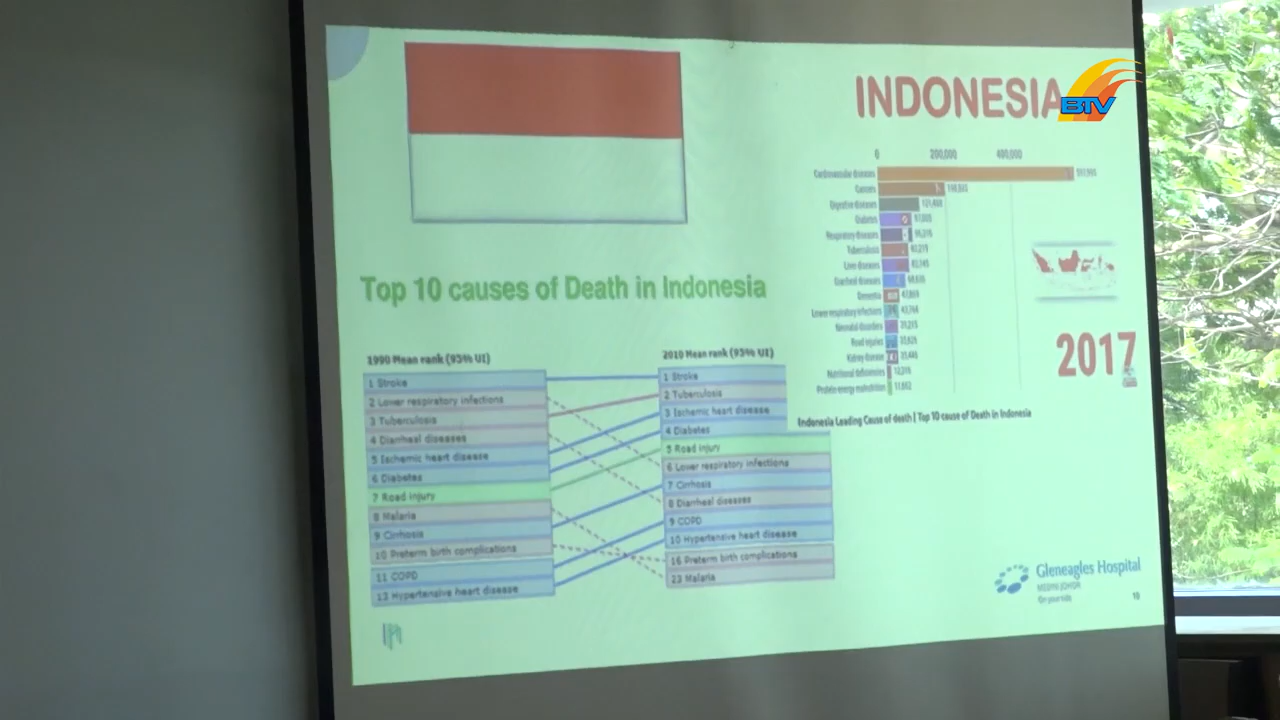 INDONESIA
BTV
0 200,000 400,000
Cardiovascular diseases
Cancers
Digestive diseases
Diabetes
Respiratory diseases
Tuberculosis
Liver diseases
Diarrheal diseases
Dementia
Lower respiratory infections
Neonatal disorders
Road injuries
Kidney disease
Nutritional deficiencies
Protein-energy malnutrition
2017
Indonesia Leading Cause of death | Top 10 cause of Death in Indonesia
Top 10 causes of Death in Indonesia
1990 Mean rank (95% UI)
1 Stroke
2 Lower respiratory infections
3 Tuberculosis
4 Diarrheal diseases
5 Ischemic heart disease
6 Diabetes
7 Road injury
8 Malaria
9 Cirrhosis
10 Preterm birth complications
11 COPD
13 Hypertensive heart disease
2010 Mean rank (95% UI)
1 Stroke
2 Tuberculosis
3 Ischemic heart disease
4 Diabetes
5 Road injury
6 Lower respiratory infections
7 Cirrhosis
8 Diarrheal diseases
9 COPD
10 Hypertensive heart disease
16 Preterm birth complications
23 Malaria
Gleneagles Hospital
MEDINI JOHOR